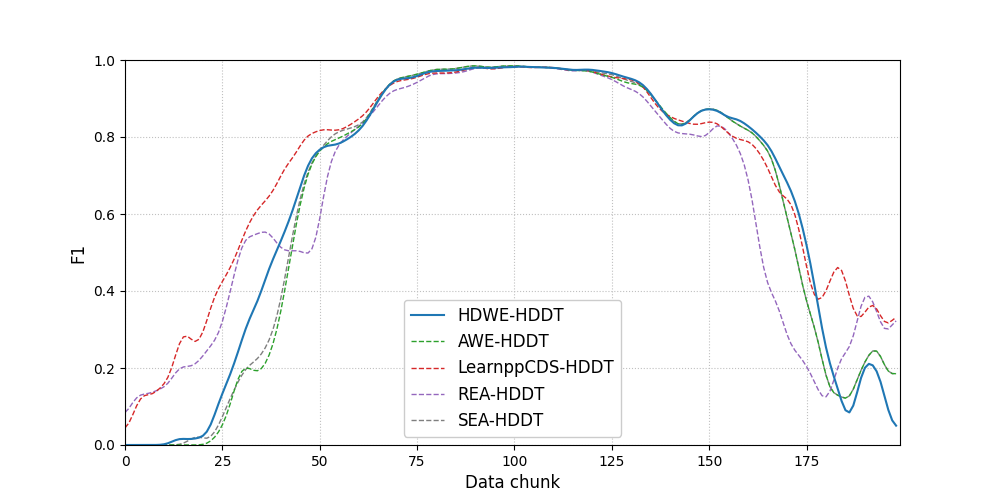 1.0
0.8
0.6
0.4
0.2
0.0
F1
HDWE-HDDT
AWE-HDDT
LearnppCDS-HDDT
REA-HDDT
SEA-HDDT
0 25 50 75 100 125 150 175
Data chunk